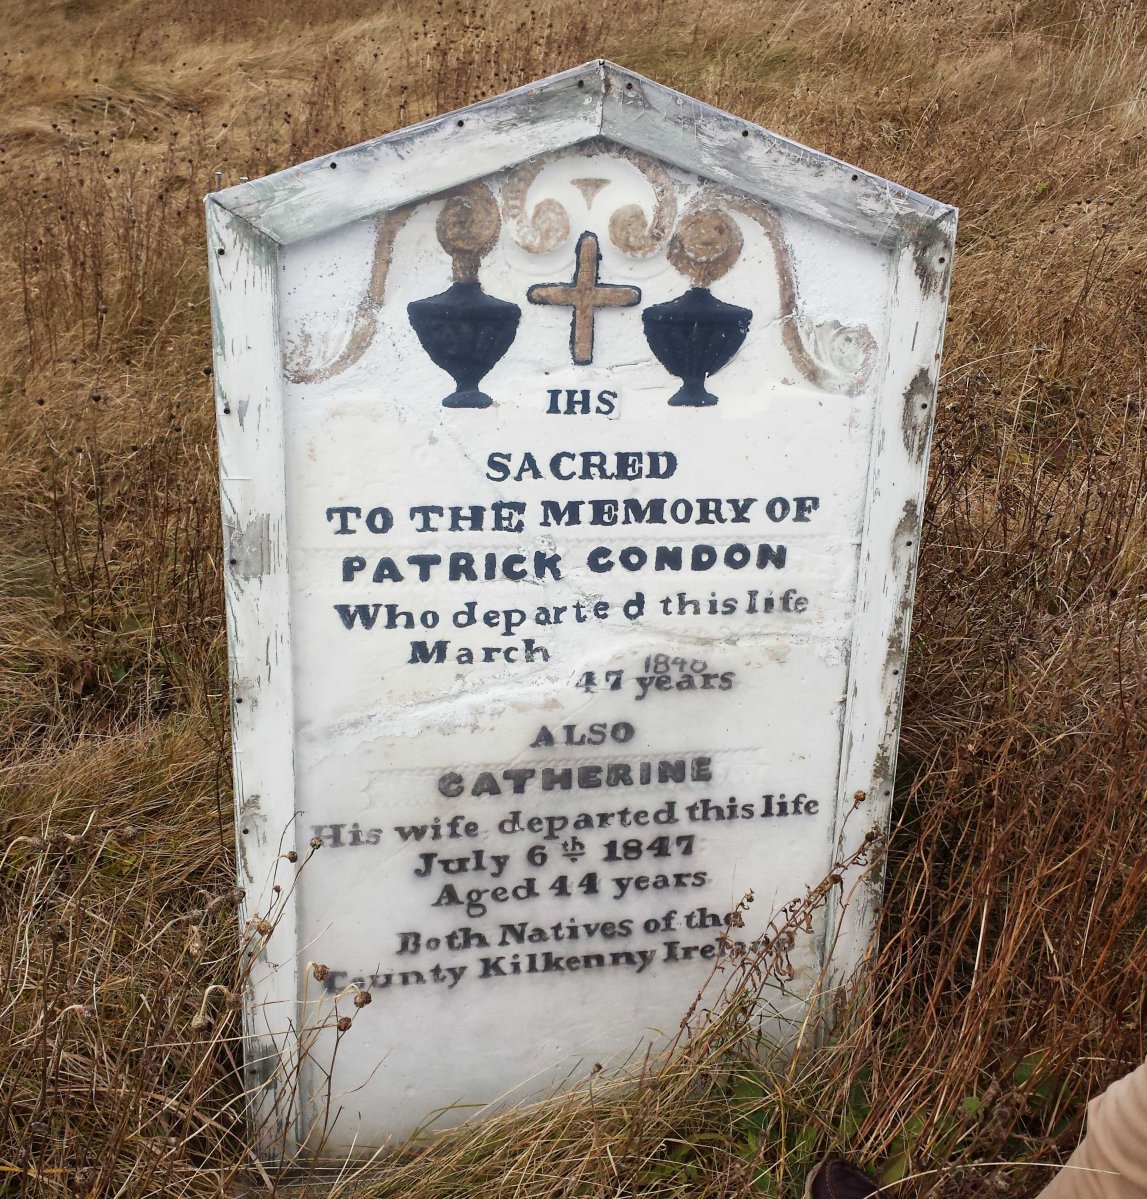 IHS
SACRED
TO THE MEMORY OF
PATRICK CONDON
Who departed this life
March
1840
47 years
ALSO
CATHERINE
His wife departed this life
July 6th 1847
Aged 44 years
Both Natives of the
County Kilkenny Ireland